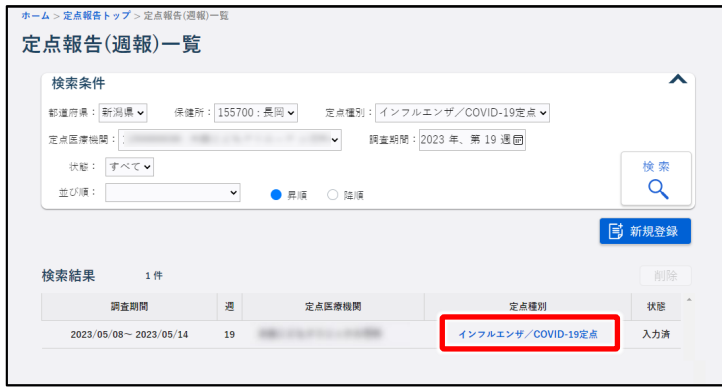 ホーム > 定点報告トップ > 定点報告(週報)一覧
定点報告(週報)一覧
検索条件
都道府県： 新潟県 保健所： 155700 : 長岡 定点種別： インフルエンザ／COVID-19定点
定点医療機関： 調査期間： 2023 年、第 19 週
状態： すべて
並び順： 昇順 降順
検索
新規登録
検索結果 1 件 削除
調査期間 週 定点医療機関 定点種別 状態
2023/05/08～2023/05/14 19 インフルエンザ／COVID-19定点 入力済